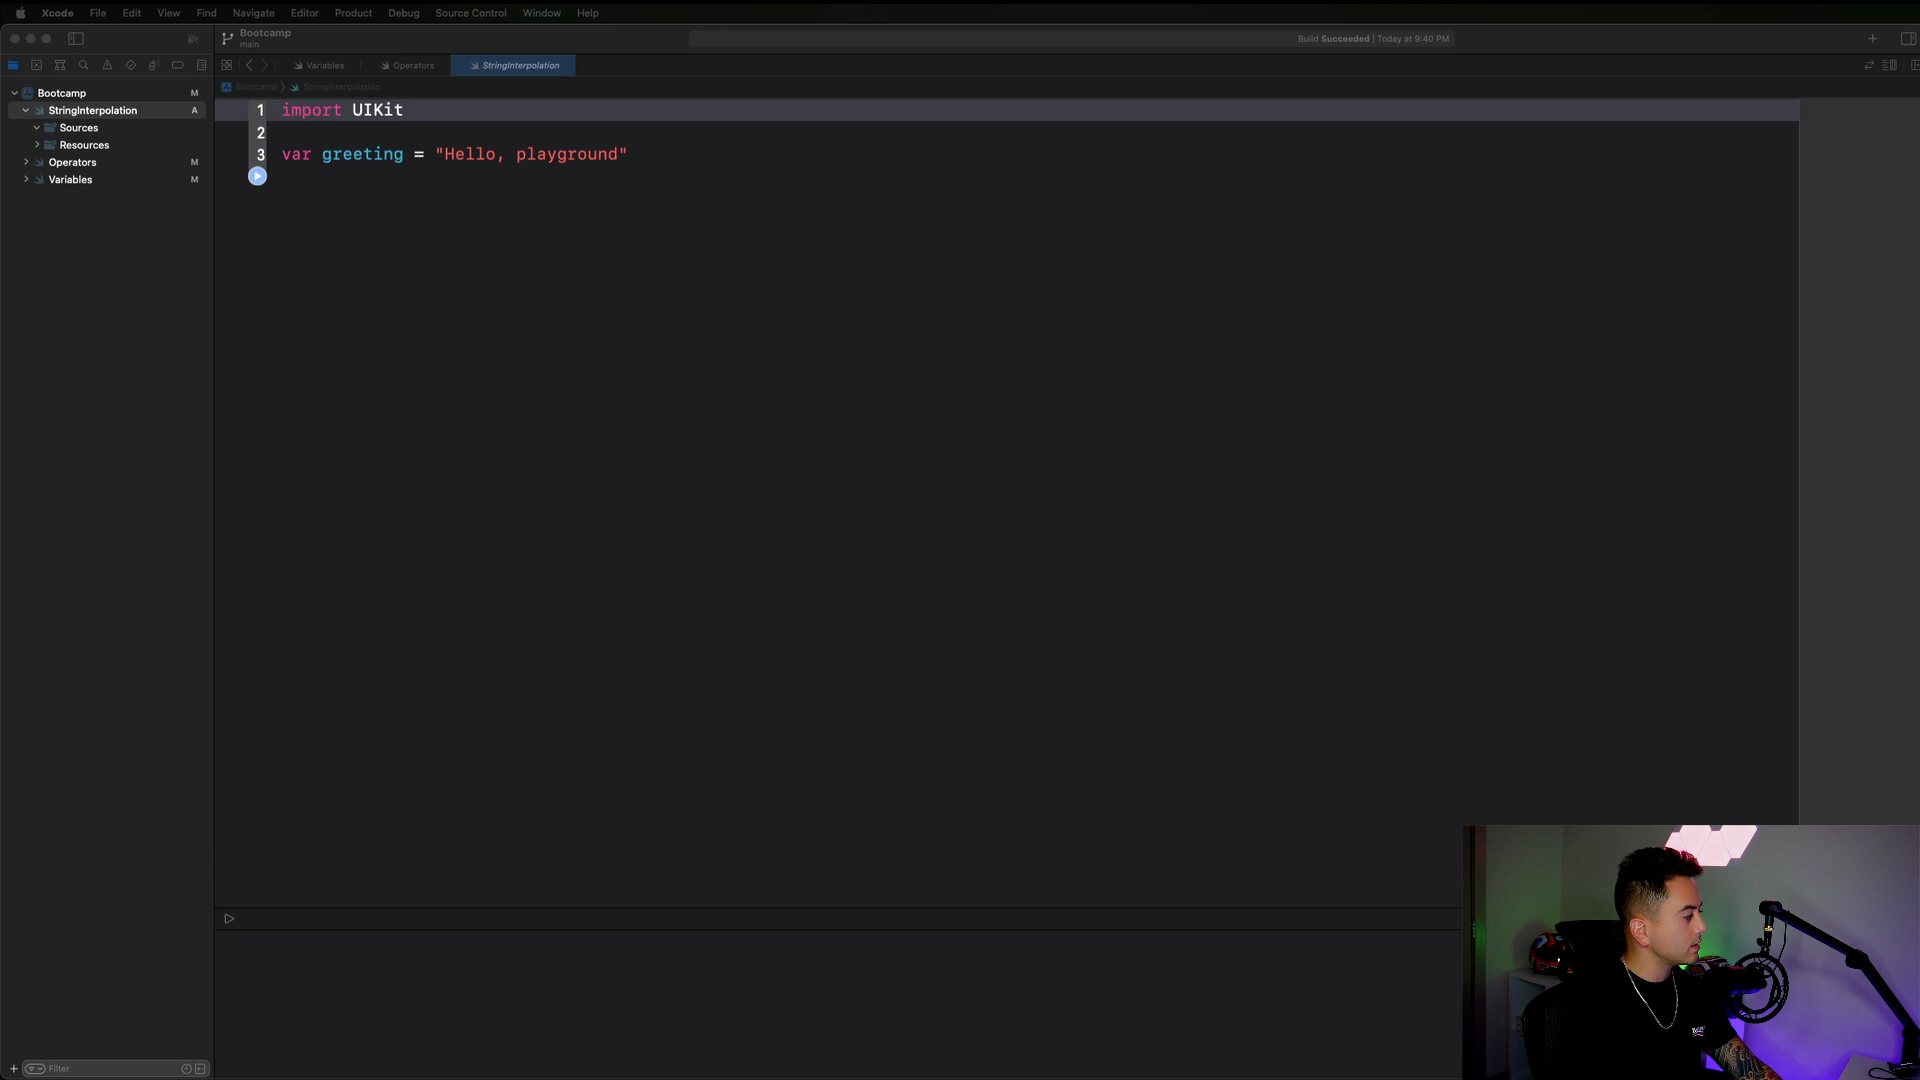 Xcode File Edit View Find Navigate Editor Product Debug Source Control Window Help
Bootcamp
main
Build Succeeded | Today at 9:40 PM
Variables Operators StringInterpolation
Bootcamp StringInterpolation
Bootcamp M
StringInterpolation A
Sources
Resources
Operators M
Variables M
1 import UIKit
2
3 var greeting = "Hello, playground"
Filter